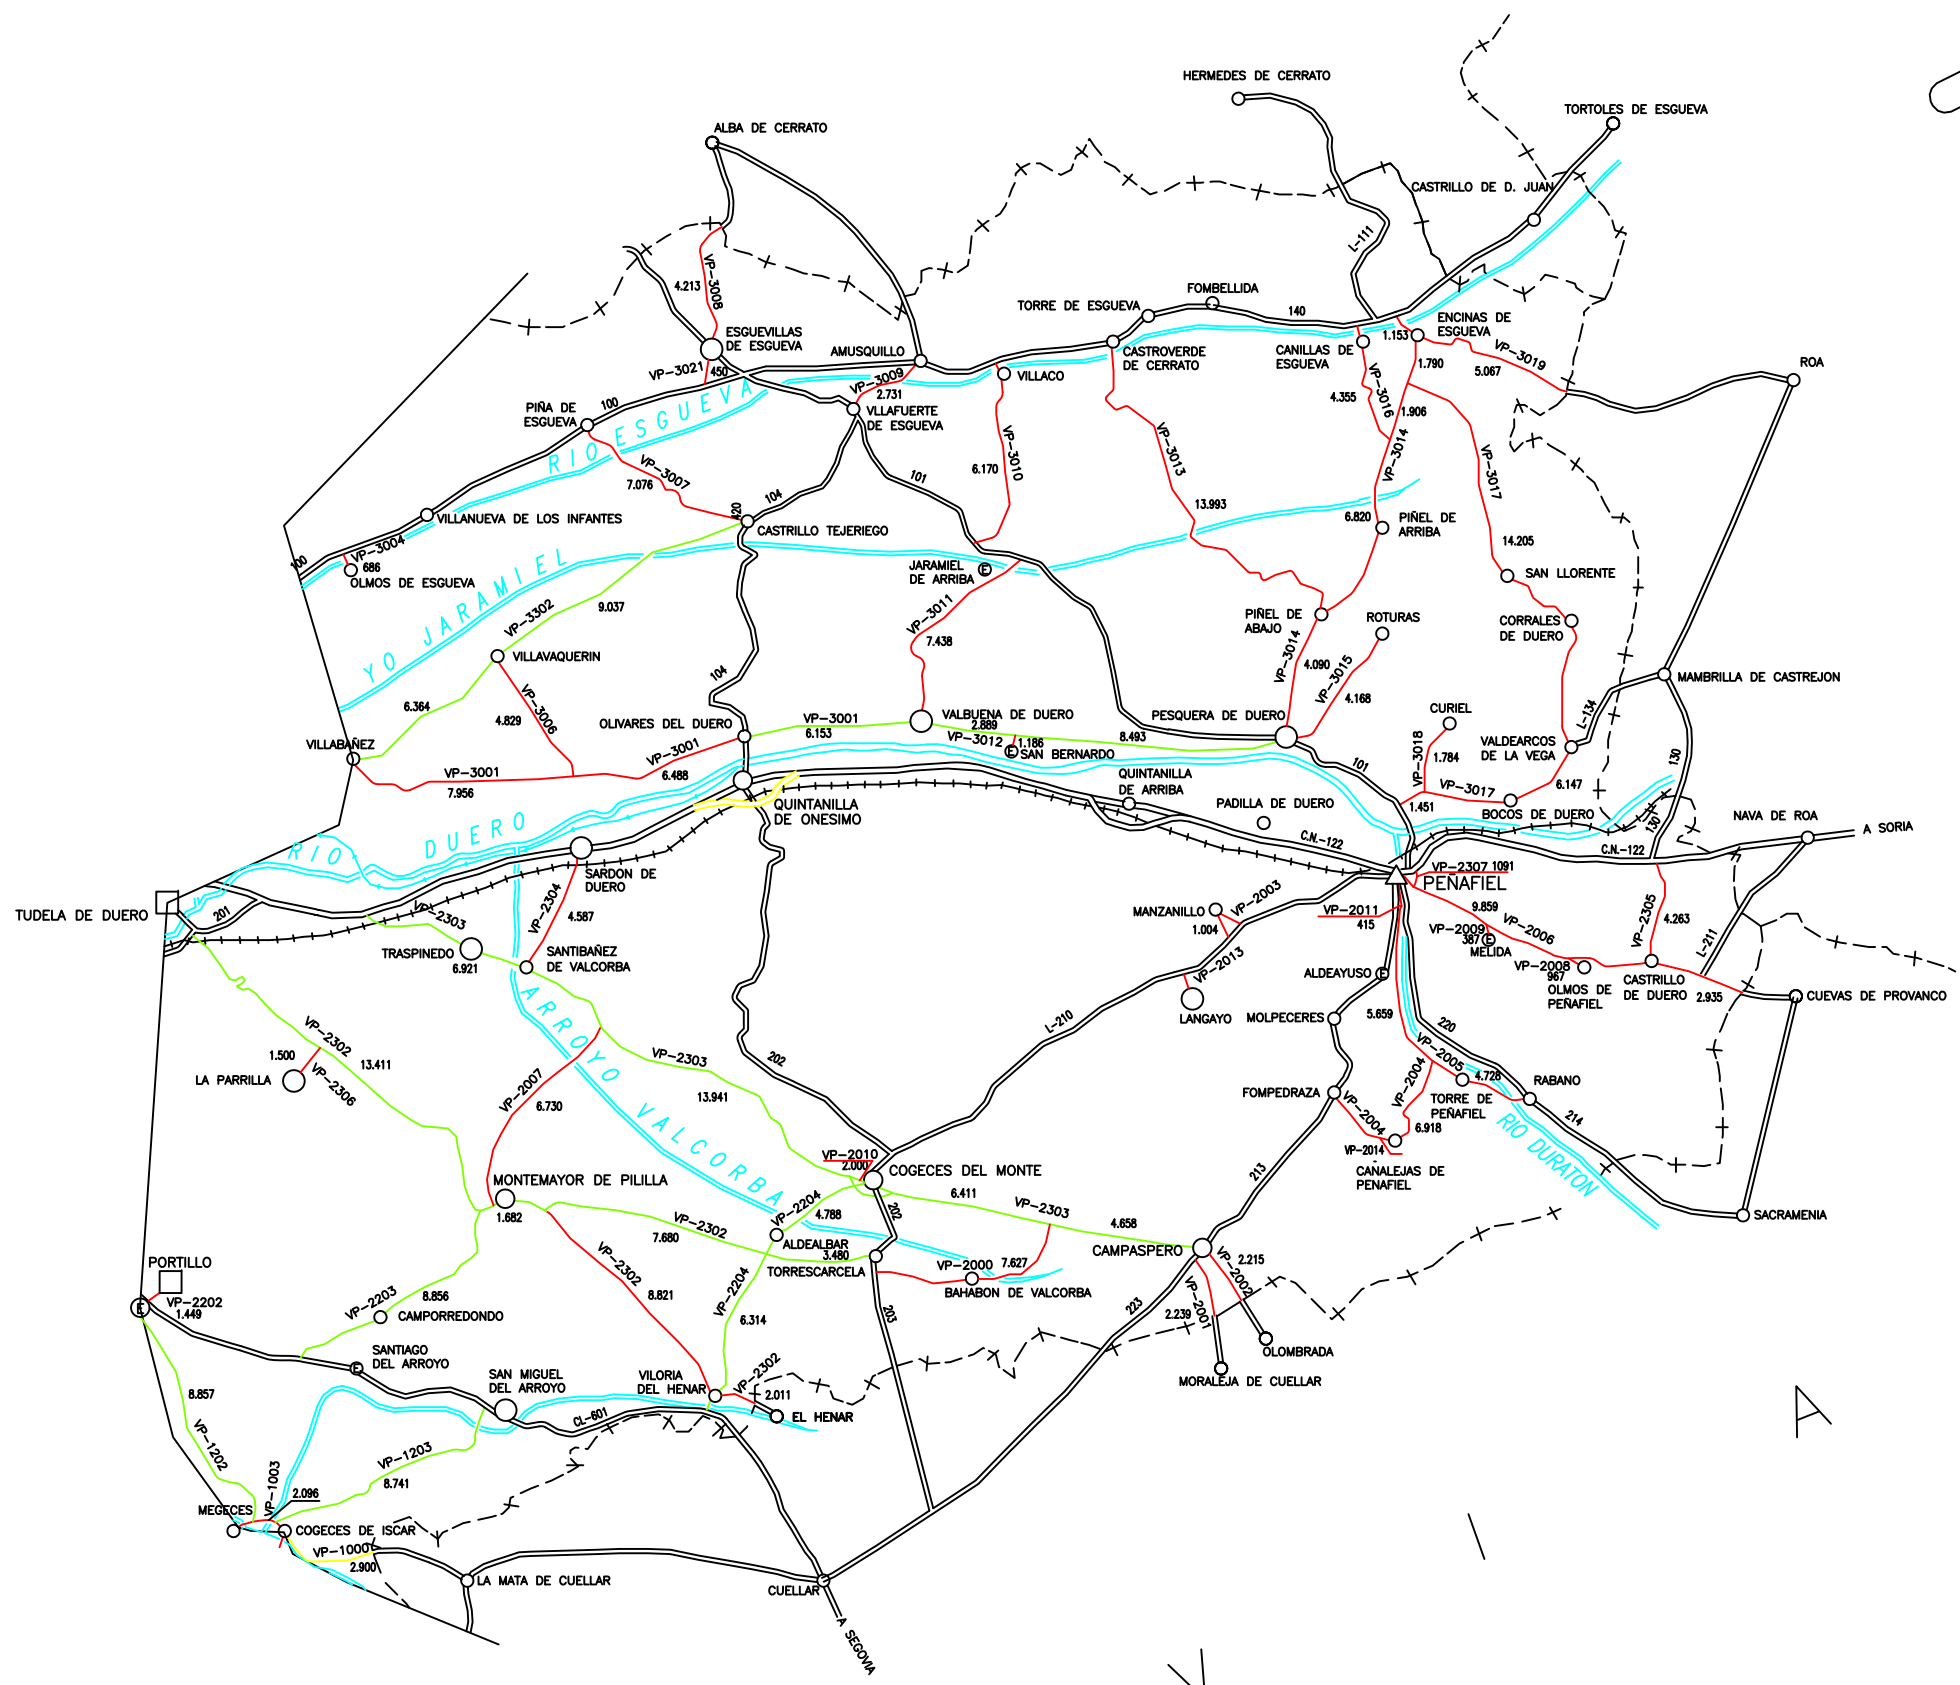 HERMEDES DE CERRATO
TORTOLES DE ESGUEVA
ALBA DE CERRATO
CASTRILLO DE D. JUAN
L-111
VP-3008
4.213
FOMBELLIDA
TORRE DE ESGUEVA
140
ENCINAS DE
ESGUEVA
1.153
ESGUEVILLAS
DE ESGUEVA
AMUSQUILLO
CASTROVERDE
DE CERRATO
CANILLAS DE
ESGUEVA
1.790
VP-3019
5.067
ROA
VP-3021
450
VP-3009
2.731
VILLACO
VP-3016
4.355
1.906
PIÑA DE
ESGUEVA
100
RIO ESGUEVA
VLLAFUERTE
DE ESGUEVA
VP-3014
VP-3010
6.170
VP-3013
13.993
VP-3007
7.076
101
VP-3017
14.205
104
420
VILLANUEVA DE LOS INFANTES
CASTRILLO TEJERIEGO
6.820
PIÑEL DE
ARRIBA
100
VP-3004
686
OLMOS DE ESGUEVA
JARAMIEL
DE ARRIBA
E
SAN LLORENTE
YO JARAMIEL
VP-3302
9.037
VP-3011
7.438
PIÑEL DE
ABAJO
ROTURAS
CORRALES
DE DUERO
VILLAVAQUERIN
VP-3014
4.090
VP-3015
4.168
104
MAMBRILLA DE CASTREJON
6.364
4.829
VP-3006
OLIVARES DEL DUERO
VP-3001
6.153
VALBUENA DE DUERO
2.889
PESQUERA DE DUERO
CURIEL
L-134
VILLABAÑEZ
VP-3001
6.488
VP-3012
1.186
8.493
E
SAN BERNARDO
VP-3018
1.784
VALDEARCOS
DE LA VEGA
130
VP-3001
7.956
101
QUINTANILLA
DE ARRIBA
VP-3017
6.147
1.451
QUINTANILLA
DE ONESIMO
PADILLA DE DUERO
BOCOS DE DUERO
130
NAVA DE ROA
A SORIA
RIO DUERO
C.N.-122
C.N.-122
SARDON DE
DUERO
VP-2307
1091
PEÑAFIEL
TUDELA DE DUERO
201
VP-2303
VP-2304
4.587
MANZANILLO
VP-2003
1.004
VP-2011
415
9.859
VP-2006
VP-2009
387
E
MELIDA
VP-2305
4.263
L-211
TRASPINEDO
6.921
SANTIBAÑEZ
DE VALCORBA
VP-2013
LANGAYO
ALDEAYUSO
E
VP-2008
967
OLMOS DE
PEÑAFIEL
CASTRILLO
DE DUERO
2.935
CUEVAS DE PROVANCO
ARROYO VALCORBA
L-210
MOLPECERES
5.659
220
VP-2302
13.411
1.500
LA PARRILLA
VP-2306
VP-2303
13.941
202
VP-2007
6.730
VP-2005
4.728
VP-2004
RABANO
FOMPEDRAZA
TORRE DE
PEÑAFIEL
VP-2004
6.918
214
VP-2014
CAÑALEJAS DE
PENAFIEL
RIO DURATON
VP-2010
2.000
COGECES DEL MONTE
213
MONTEMAYOR DE PILILLA
1.682
6.411
VP-2303
4.658
202
VP-2204
4.788
SACRAMENIA
VP-2302
7.680
ALDEALBAR
3.480
TORRESCARCELA
CAMPASPERO
2.215
VP-2002
PORTILLO
VP-2202
1.449
E
VP-2203
8.856
CAMPORREDONDO
VP-2302
8.821
VP-2204
6.314
VP-2000
7.627
BAHABON DE VALCORBA
203
223
VP-2001
2.239
OLOMBRADA
MORALEJA DE CUELLAR
SANTIAGO
DEL ARROYO
E
SAN MIGUEL
DEL ARROYO
VILORIA
DEL HENAR
VP-2302
2.011
EL HENAR
CL-601
8.857
VP-1202
VP-1203
8.741
VP-1003
2.096
MEGECES
COGECES DE ISCAR
VP-1000
2.900
LA MATA DE CUELLAR
CUELLAR
A SEGOVIA
A